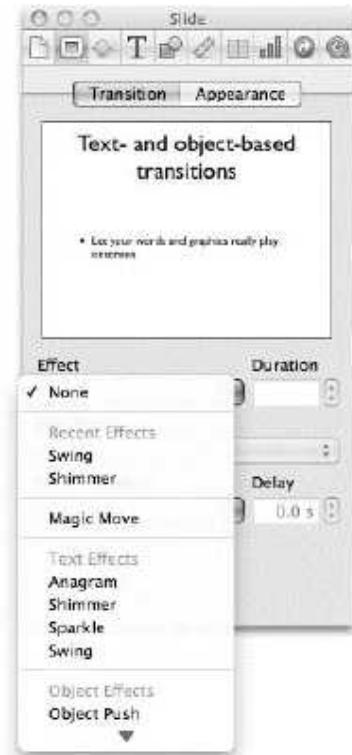 Slide
T
Transition Appearance
Text- and object-based
transitions
• Let your words and graphics really play
onscreen
Effect Duration
✓ None
Recent Effects
Swing
Shimmer
Delay
Magic Move
0.0 s
Text Effects
Anagram
Shimmer
Sparkle
Swing
Object Effects
Object Push